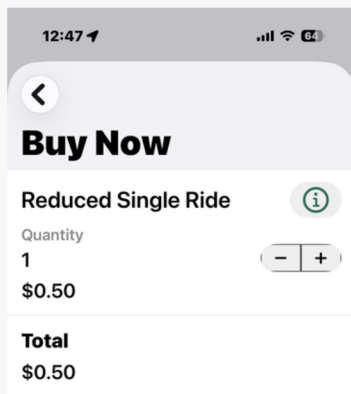 12:47
64
Buy Now
Reduced Single Ride
Quantity
1
$0.50
Total
$0.50